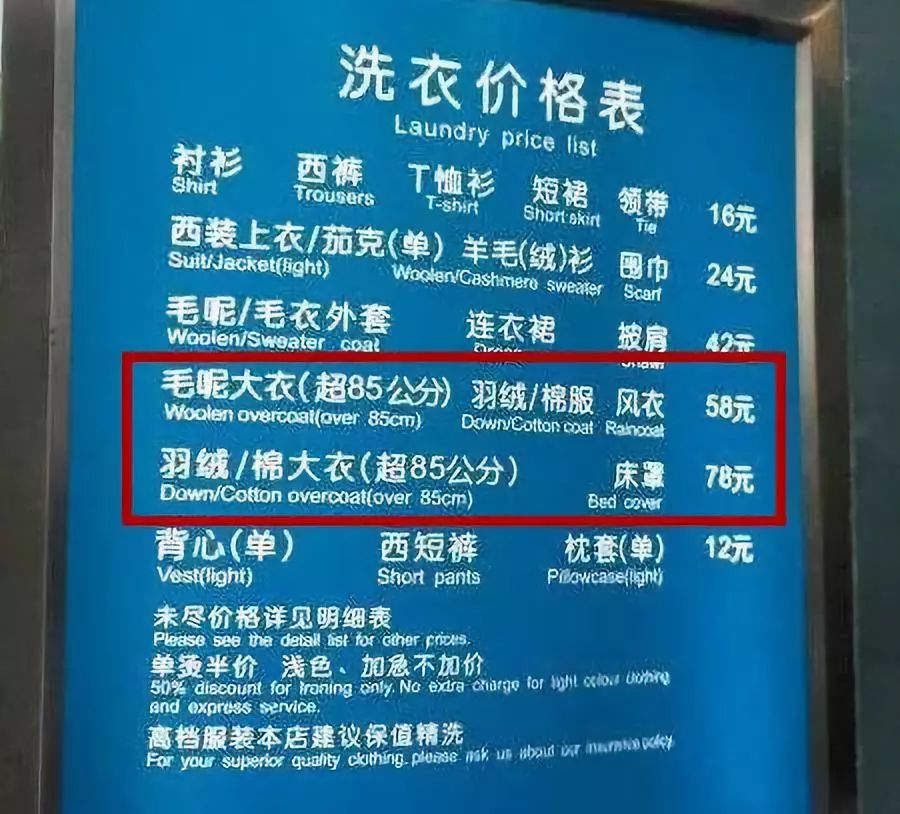 洗衣价格表
Laundry price list
衬衫 西裤 T恤衫 短裙 领带 16元
Shirt Trousers T-shirt Short skirt Tie
西装上衣/茄克(单) 羊毛(绒)衫 围巾 24元
Suit/Jacket(light) Woolen/Cashmere sweater Scarf
毛呢/毛衣外套 连衣裙 披肩 42元
Woolen/Sweater coat
毛呢大衣(超85公分) 羽绒/棉服 风衣 58元
Woolen overcoat(over 85cm) Down/Cotton coat Raincoat
羽绒/棉大衣(超85公分) 床罩 78元
Down/Cotton overcoat(over 85cm) Bed cover
背心(单) 西短裤 枕套(单) 12元
Vest(light) Short pants Pillowcase(light)
未尽价格详见明细表
Please see the detail list for other prices.
单烫半价 浅色、加急不加价
50% discount for Ironing only. No extra charge for light colour clothing
and express service.
高档服装本店建议保值精洗
For your superior quality clothing. please ask us about our insurance policy.